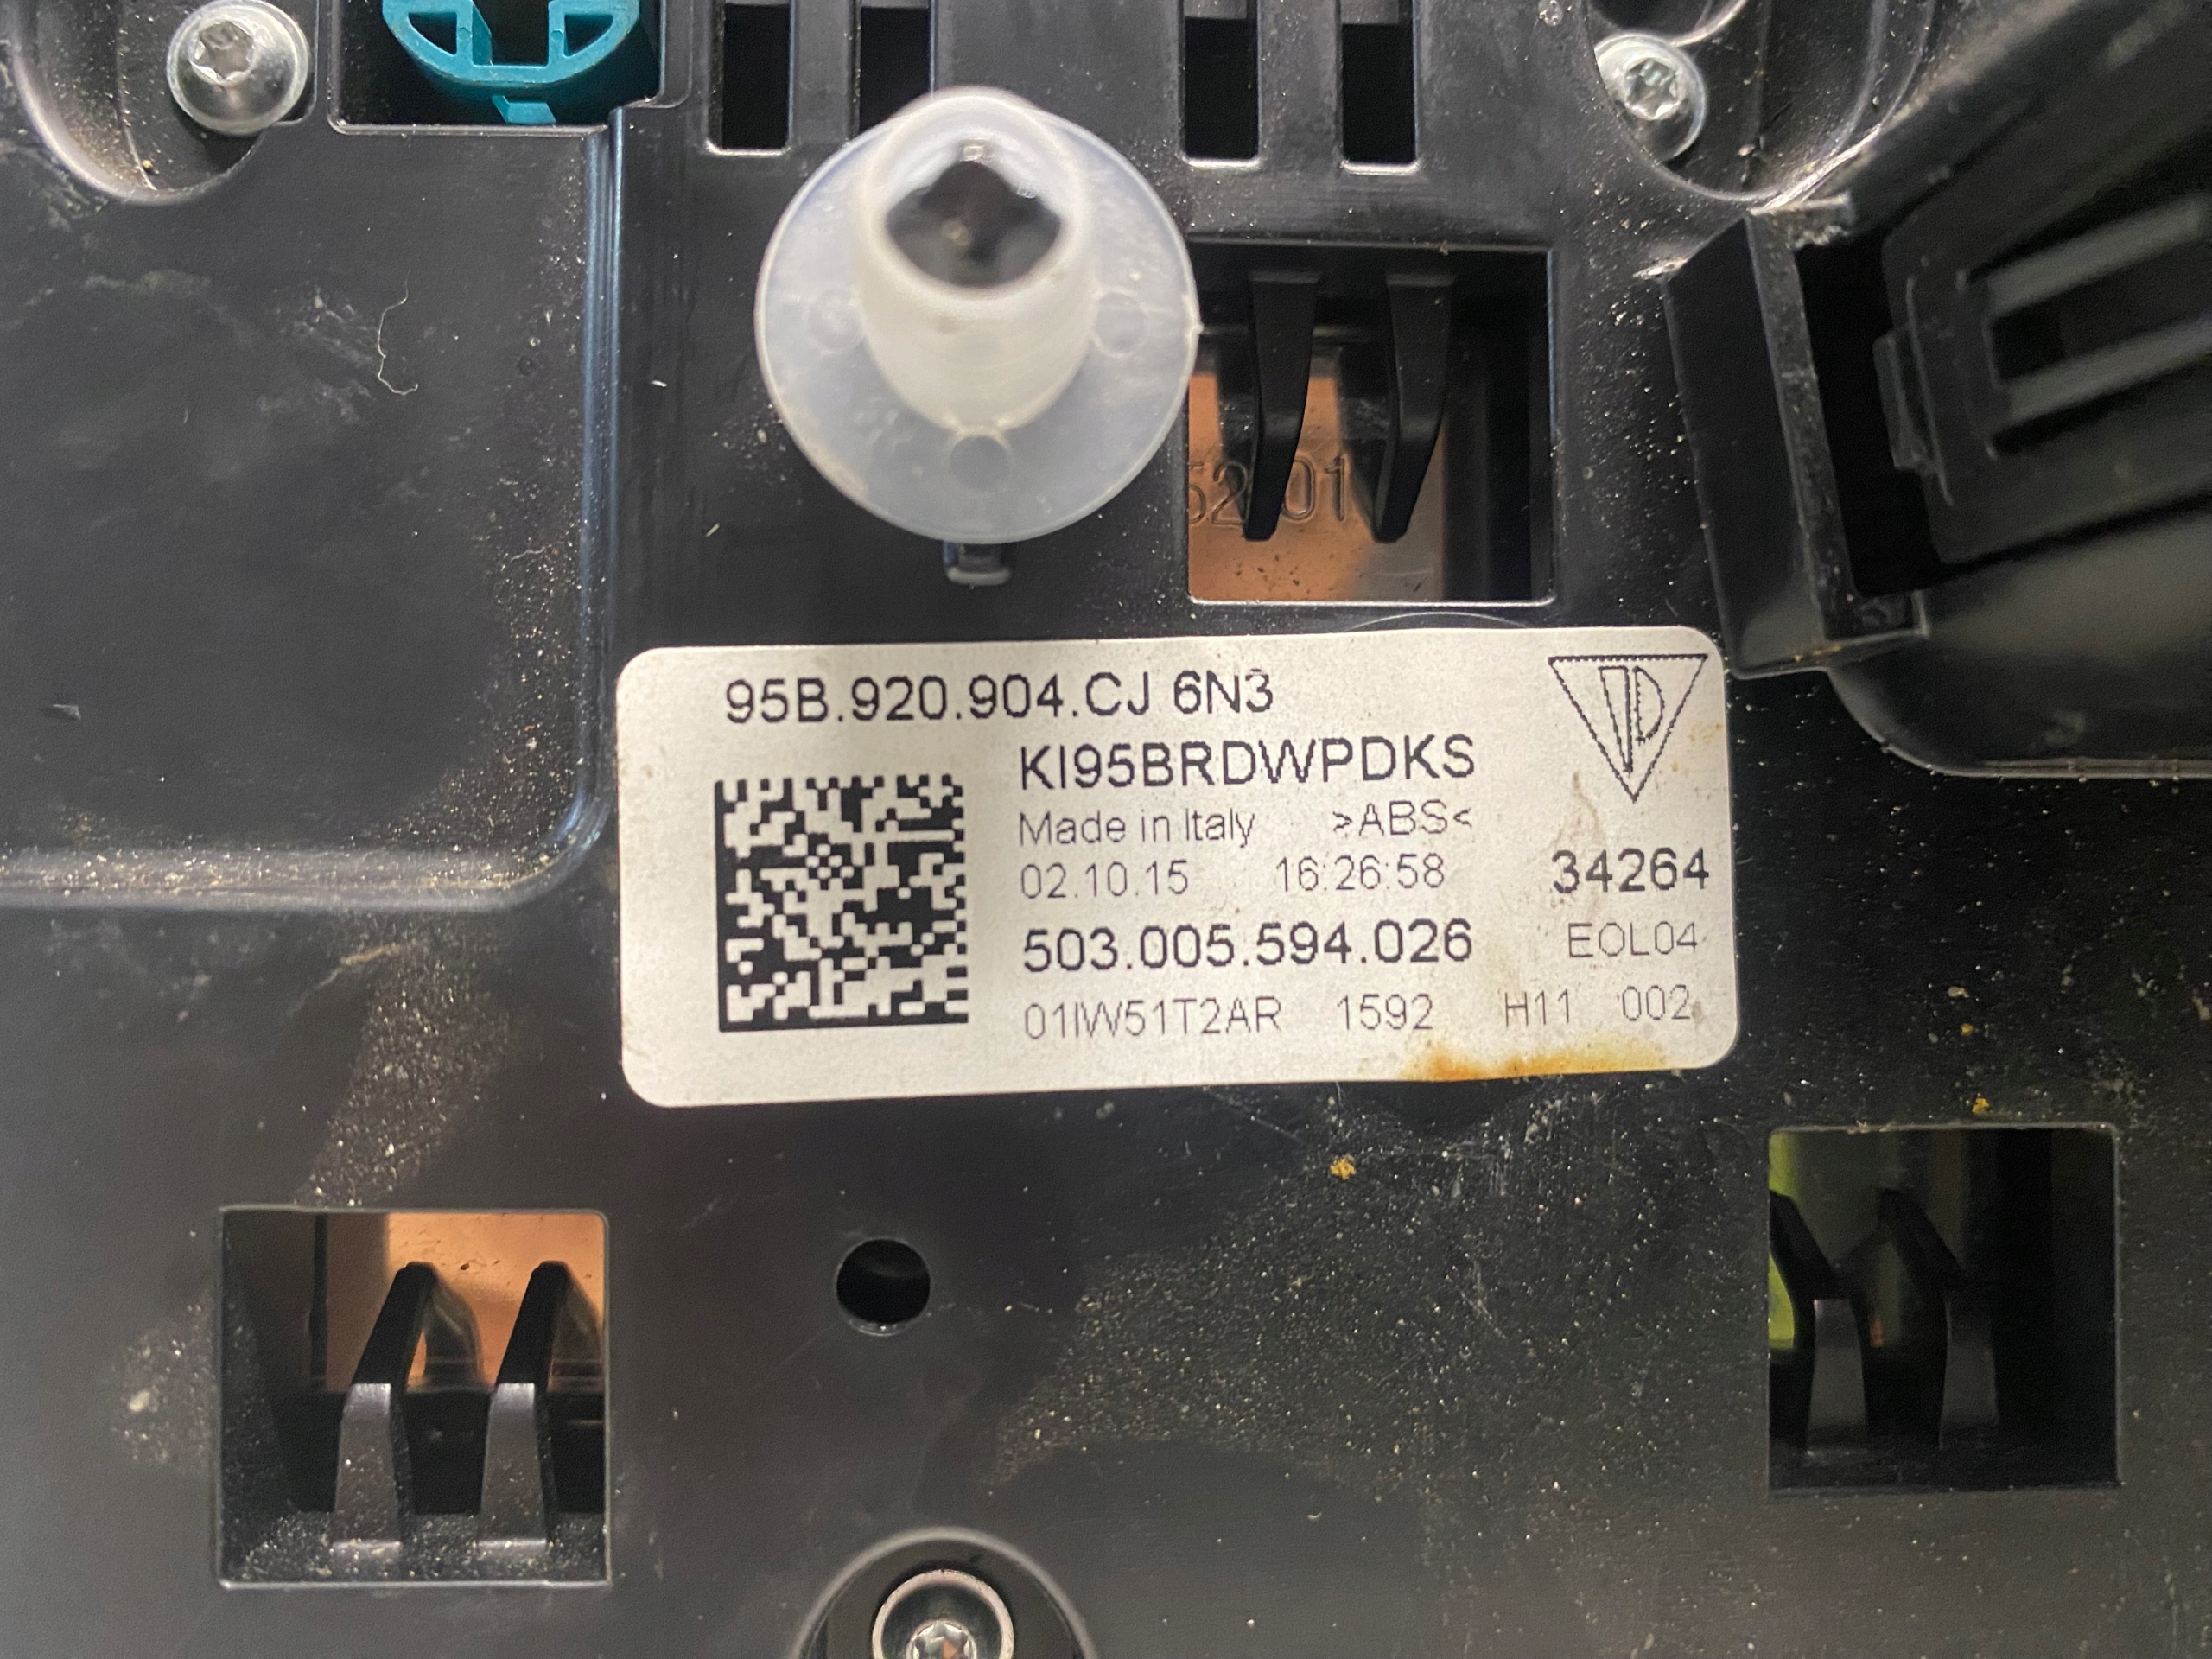 5201
95B.920.904.CJ 6N3
KI95BRDWPDKS
Made in Italy >ABS<
02.10.15 16:26:58 34264
503.005.594.026 EOL04
01IW51T2AR 1592 H11 002